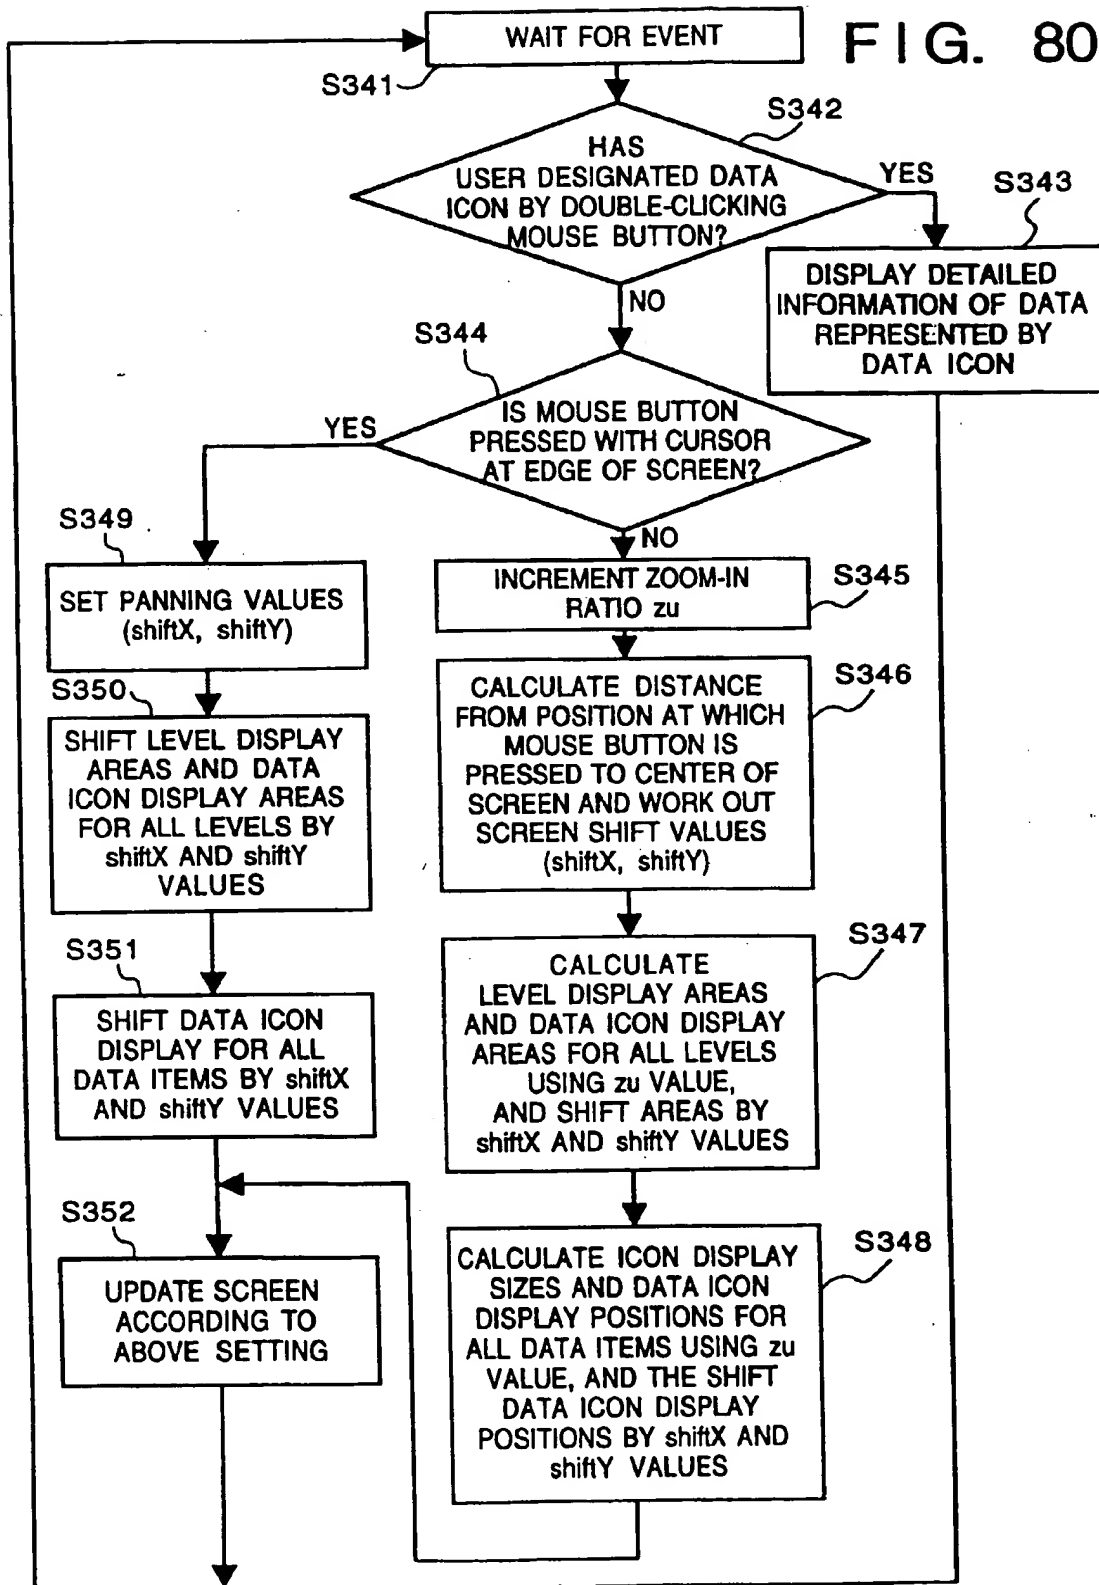 FIG. 80
WAIT FOR EVENT
S341
S342
HAS
USER DESIGNATED DATA
ICON BY DOUBLE-CLICKING
MOUSE BUTTON?
YES
S343
DISPLAY DETAILED
INFORMATION OF DATA
REPRESENTED BY
DATA ICON
NO
S344
IS MOUSE BUTTON
PRESSED WITH CURSOR
AT EDGE OF SCREEN?
YES
NO
S349
SET PANNING VALUES
(shiftX, shiftY)
S345
INCREMENT ZOOM-IN
RATIO zu
S350
SHIFT LEVEL DISPLAY
AREAS AND DATA
ICON DISPLAY AREAS
FOR ALL LEVELS BY
shiftX AND shiftY
VALUES
S346
CALCULATE DISTANCE
FROM POSITION AT WHICH
MOUSE BUTTON IS
PRESSED TO CENTER OF
SCREEN AND WORK OUT
SCREEN SHIFT VALUES
(shiftX, shiftY)
S351
SHIFT DATA ICON
DISPLAY FOR ALL
DATA ITEMS BY shiftX
AND shiftY VALUES
S347
CALCULATE
LEVEL DISPLAY AREAS
AND DATA ICON DISPLAY
AREAS FOR ALL LEVELS
USING zu VALUE,
AND SHIFT AREAS BY
shiftX AND shiftY VALUES
S352
UPDATE SCREEN
ACCORDING TO
ABOVE SETTING
S348
CALCULATE ICON DISPLAY
SIZES AND DATA ICON
DISPLAY POSITIONS FOR
ALL DATA ITEMS USING zu
VALUE, AND THE SHIFT
DATA ICON DISPLAY
POSITIONS BY shiftX AND
shiftY VALUES